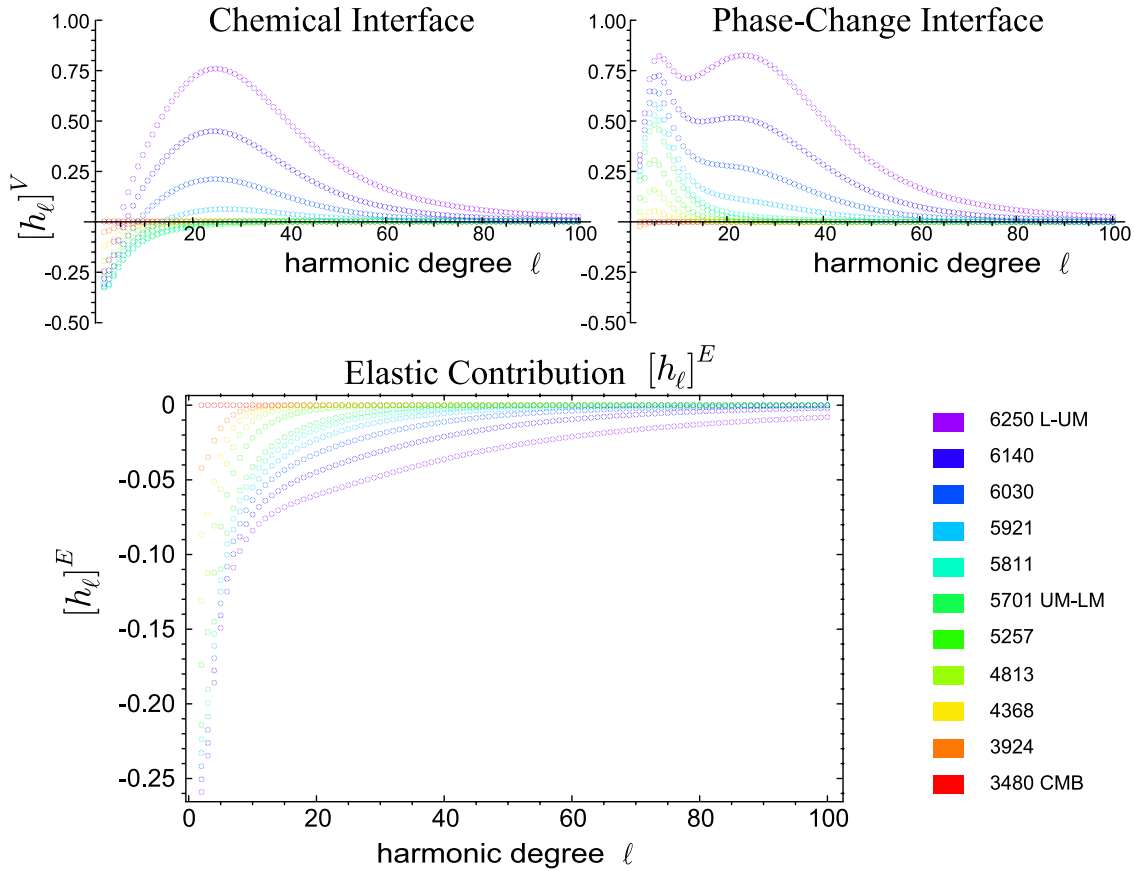 Chemical Interface
1.00
0.75
0.50
0.25
-0.25
-0.50
20 40 60 80 100
[hℓ]^V
harmonic degree ℓ
Phase-Change Interface
1.00
0.75
0.50
0.25
-0.25
-0.50
20 40 60 80 100
harmonic degree ℓ
Elastic Contribution [hℓ]^E
0
-0.05
-0.10
-0.15
-0.20
-0.25
[hℓ]^E
0 20 40 60 80 100
harmonic degree ℓ
6250 L-UM
6140
6030
5921
5811
5701 UM-LM
5257
4813
4368
3924
3480 CMB